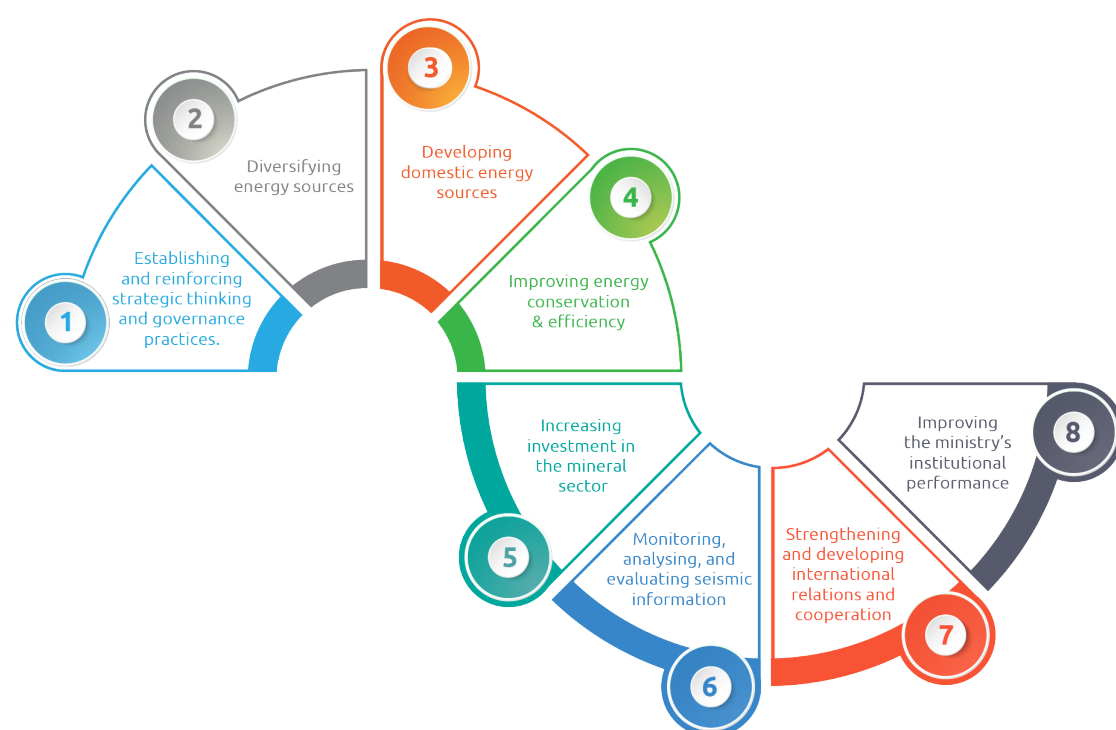 1
Establishing
and reinforcing
strategic thinking
and governance
practices.
2
Diversifying
energy sources
3
Developing
domestic energy
sources
4
Improving energy
conservation
& efficiency
5
Increasing
investment in
the mineral
sector
6
Monitoring,
analysing, and
evaluating seismic
information
7
Strengthening
and developing
international
relations and
cooperation
8
Improving
the ministry’s
institutional
performance